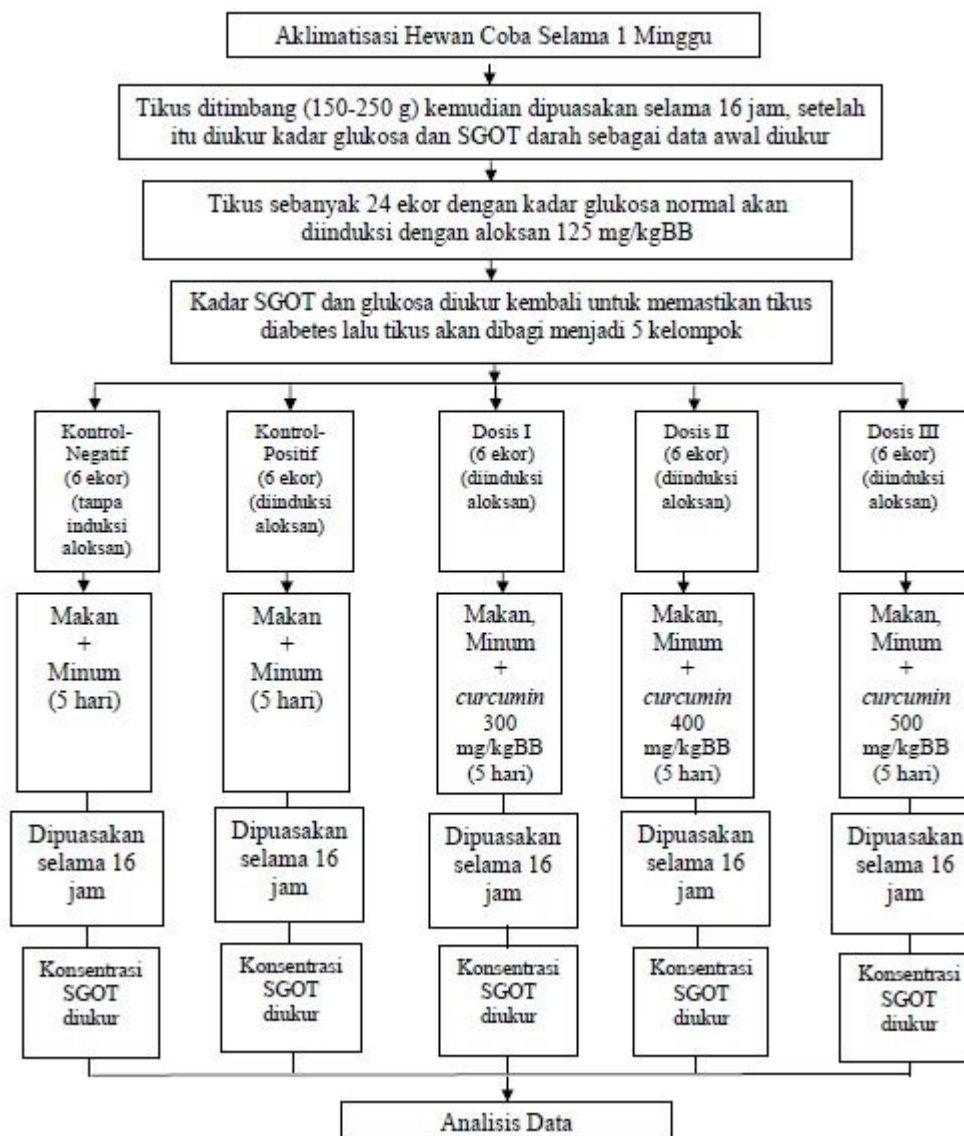 Aklimatisasi Hewan Coba Selama 1 Minggu
Tikus ditimbang (150-250 g) kemudian dipuasakan selama 16 jam, setelah
itu diukur kadar glukosa dan SGOT darah sebagai data awal diukur
Tikus sebanyak 24 ekor dengan kadar glukosa normal akan
diinduksi dengan aloksan 125 mg/kgBB
Kadar SGOT dan glukosa diukur kembali untuk memastikan tikus
diabetes lalu tikus akan dibagi menjadi 5 kelompok
Kontrol-
Negatif
(6 ekor)
(tanpa
induksi
aloksan)
Kontrol-
Positif
(6 ekor)
(diinduksi
aloksan)
Dosis I
(6 ekor)
(diinduksi
aloksan)
Dosis II
(6 ekor)
(diinduksi
aloksan)
Dosis III
(6 ekor)
(diinduksi
aloksan)
Makan
+
Minum
(5 hari)
Makan
+
Minum
(5 hari)
Makan,
Minum
+
curcumin
300
mg/kgBB
(5 hari)
Makan,
Minum
+
curcumin
400
mg/kgBB
(5 hari)
Makan,
Minum
+
curcumin
500
mg/kgBB
(5 hari)
Dipuasakan
selama 16
jam
Dipuasakan
selama 16
jam
Dipuasakan
selama 16
jam
Dipuasakan
selama 16
jam
Dipuasakan
selama 16
jam
Konsentrasi
SGOT
diukur
Konsentrasi
SGOT
diukur
Konsentrasi
SGOT
diukur
Konsentrasi
SGOT
diukur
Konsentrasi
SGOT
diukur
Analisis Data